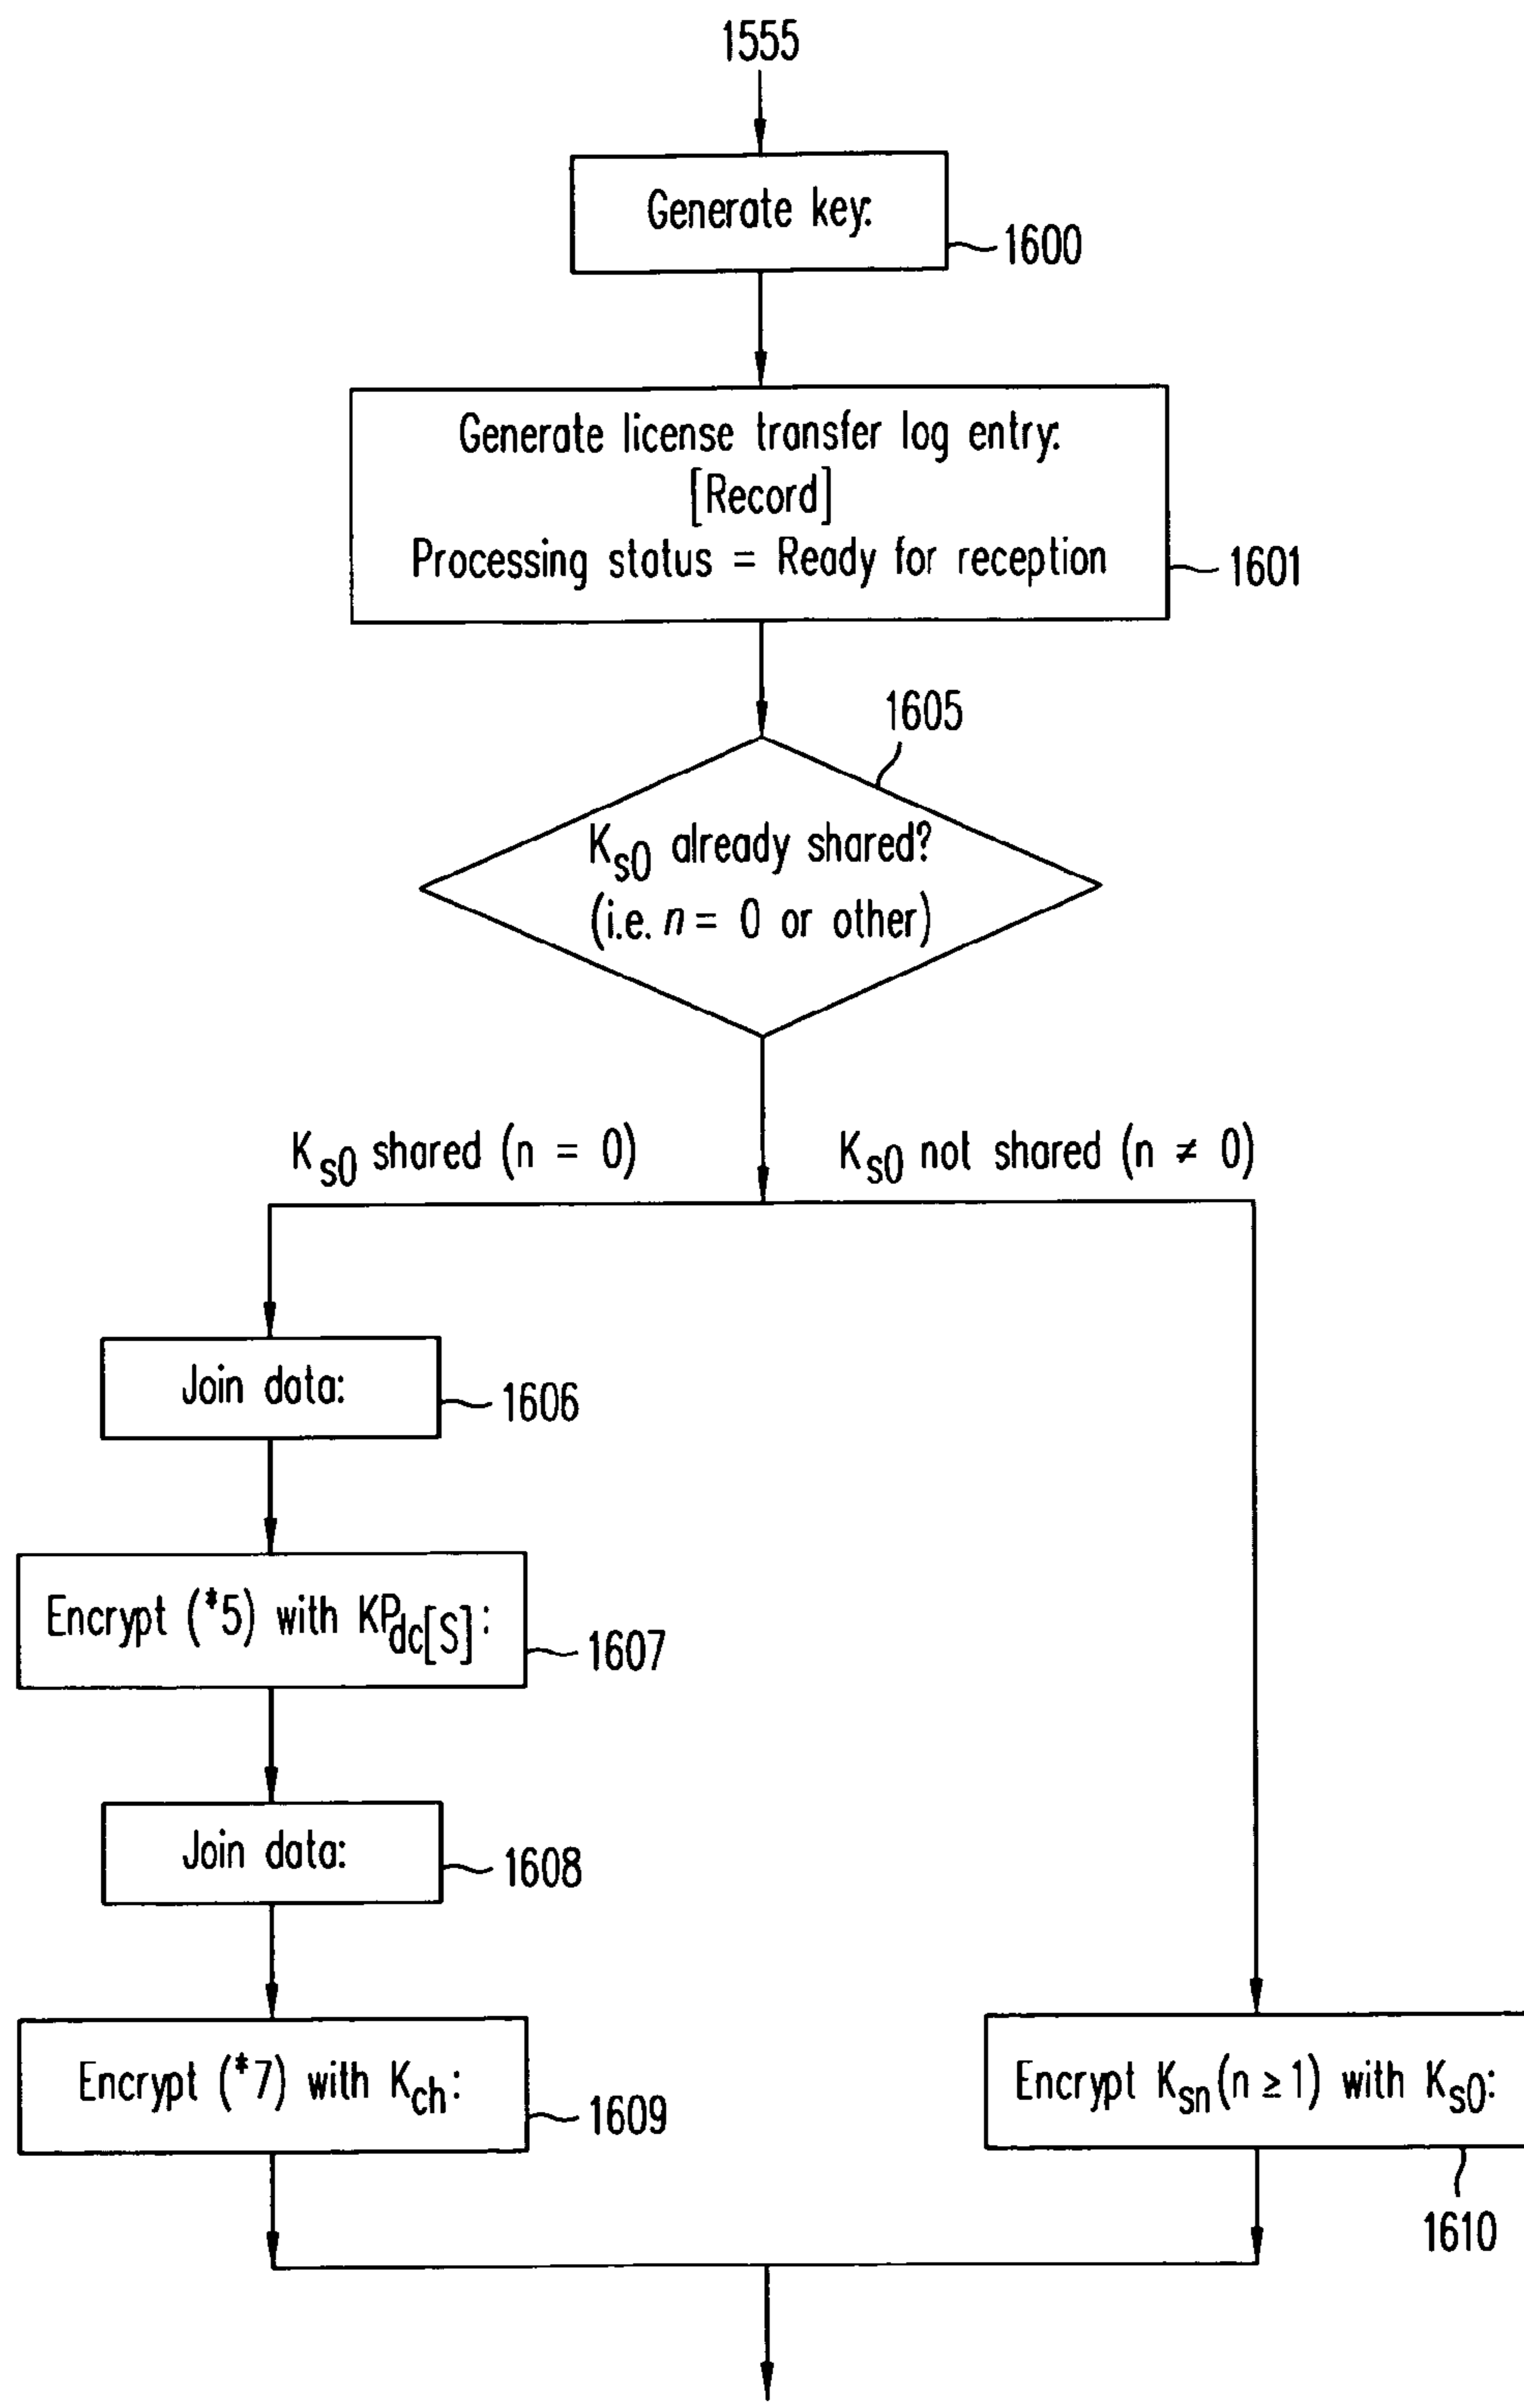 1555
Generate key:
1600
Generate license transfer log entry:
[Record]
Processing status = Ready for reception
1601
1605
Ks0 already shared?
(i.e. n = 0 or other)
Ks0 shared (n = 0)
Ks0 not shared (n ≠ 0)
Join data:
1606
Encrypt (*5) with KPdc[S]:
1607
Join data:
1608
Encrypt (*7) with Kch:
1609
Encrypt Ksn(n ≥ 1) with Ks0:
1610